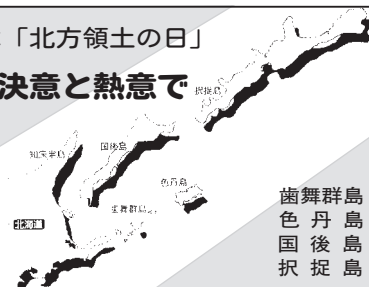 「北方領土の日」
決意と熱意で
択捉島
知床半島
国後島
色丹島
歯舞群島
北海道
歯舞群島
色丹島
国後島
択捉島